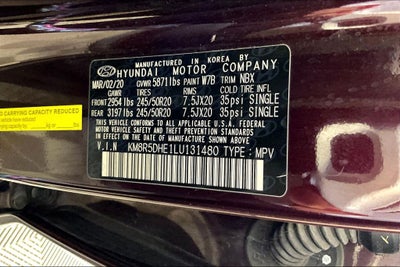 MANUFACTURED IN KOREA BY
HYUNDAI MOTOR COMPANY
MAR/02/20 GVWR 5871lbs PAINT W7B TRIM NBX
GAWR TIRES RIMS COLD TIRE INFL
FRONT 2954 lbs 245/50R20 7.5JX20 35psi SINGLE
REAR 3197 lbs 245/50R20 7.5JX20 35psi SINGLE
THIS VEHICLE CONFORMS TO ALL APPLICABLE FEDERAL MOTOR
VEHICLE SAFETY AND THEFT PREVENTION STANDARDS
IN EFFECT ON THE DATE OF MANUFACTURE SHOWN ABOVE.
V.I.N KM8R5DHE1LU131480 TYPE : MPV
CARRYING CAPACITY REDUCED